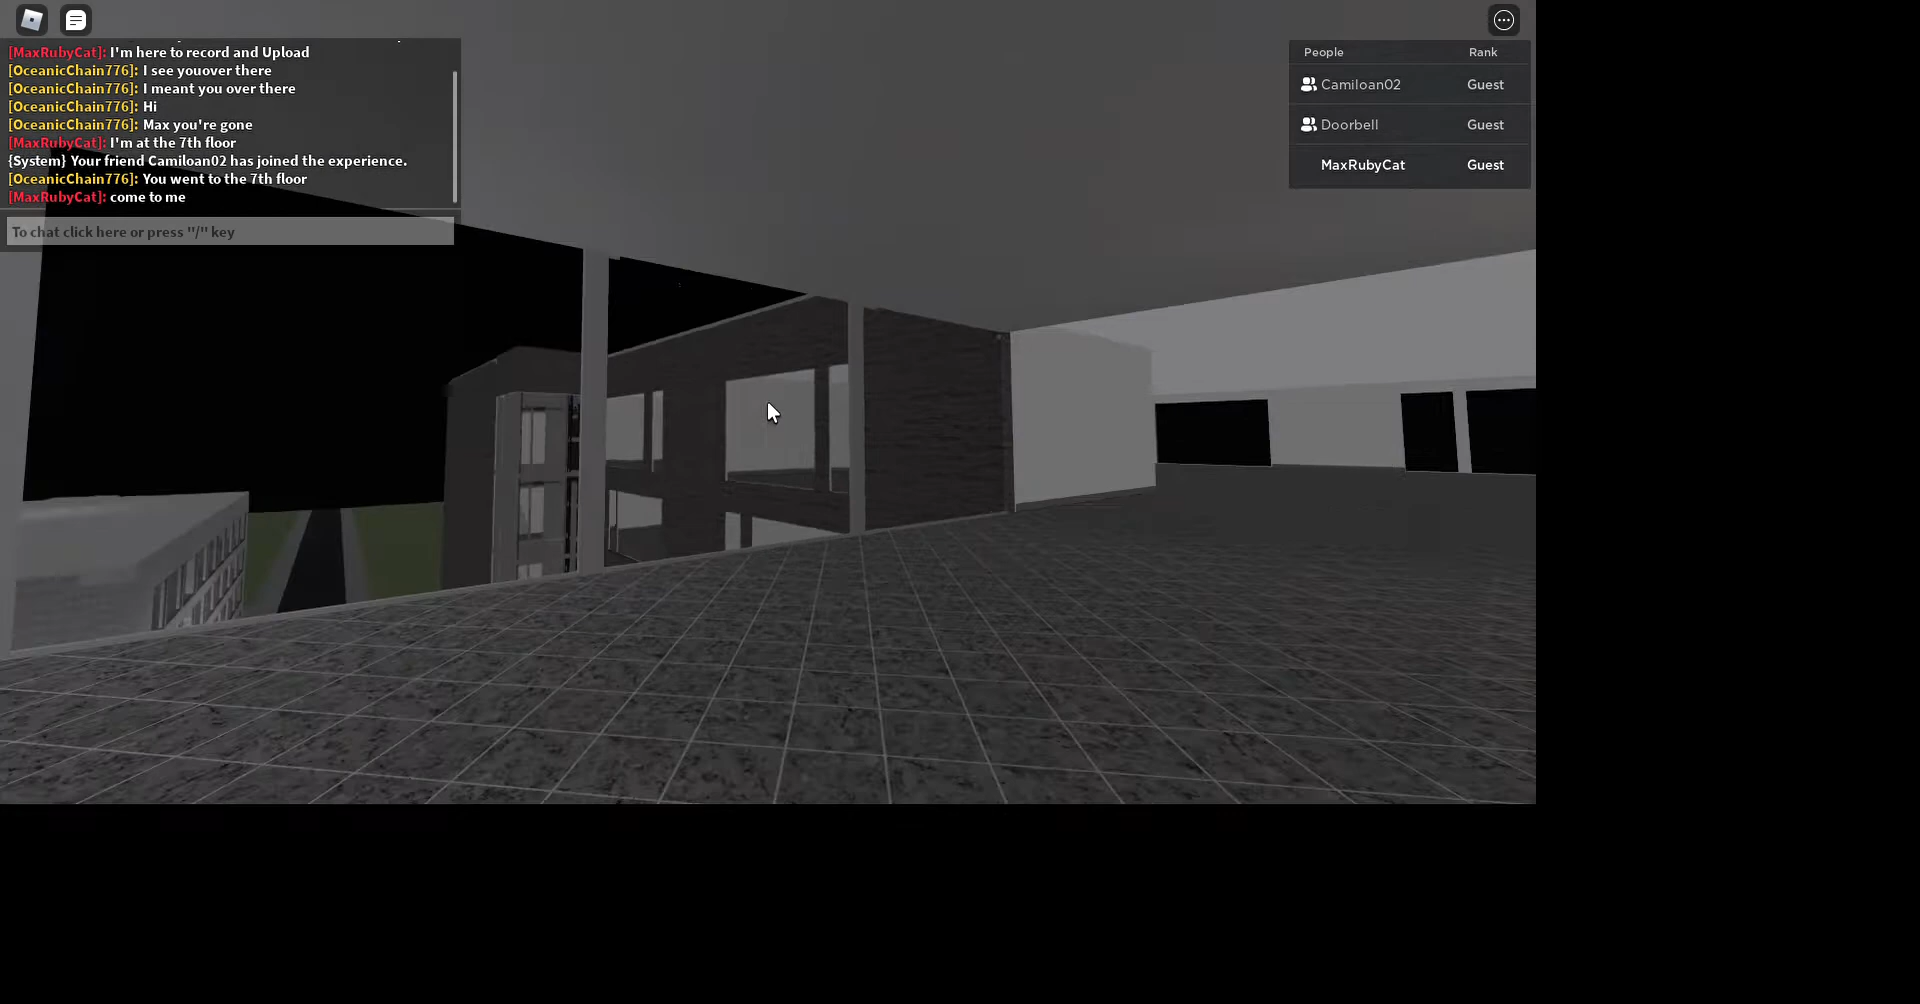 [MaxRubyCat]: I'm here to record and Upload
[OceanicChain776]: I see youover there
[OceanicChain776]: I meant you over there
[OceanicChain776]: Hi
[OceanicChain776]: Max you're gone
[MaxRubyCat]: I'm at the 7th floor
{System} Your friend Camiloan02 has joined the experience.
[OceanicChain776]: You went to the 7th floor
[MaxRubyCat]: come to me
To chat click here or press "/" key
People Rank
Camiloan02 Guest
Doorbell Guest
MaxRubyCat Guest